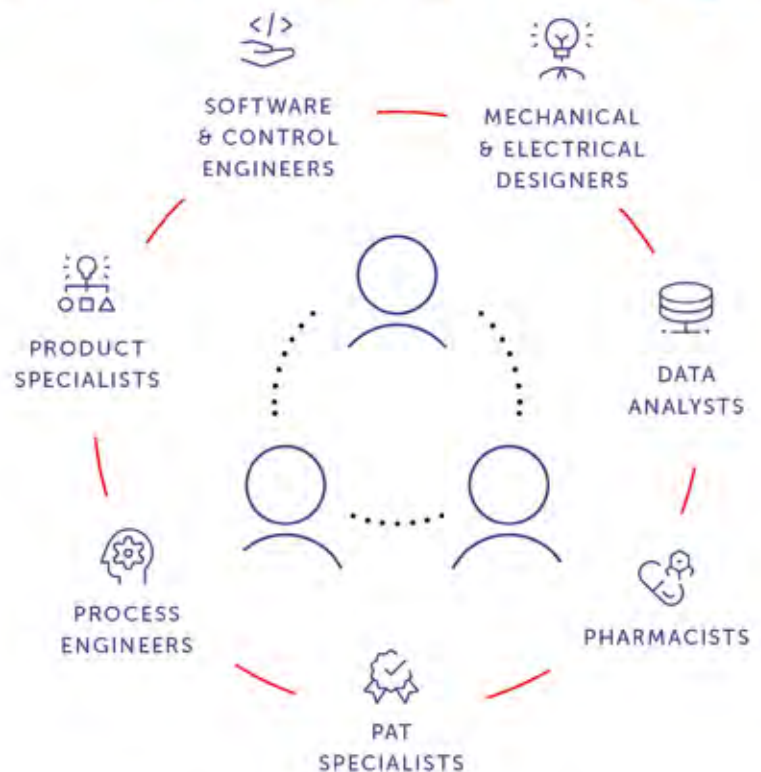 </>
SOFTWARE
& CONTROL
ENGINEERS
MECHANICAL
& ELECTRICAL
DESIGNERS
DATA
ANALYSTS
PHARMACISTS
PAT
SPECIALISTS
PROCESS
ENGINEERS
PRODUCT
SPECIALISTS